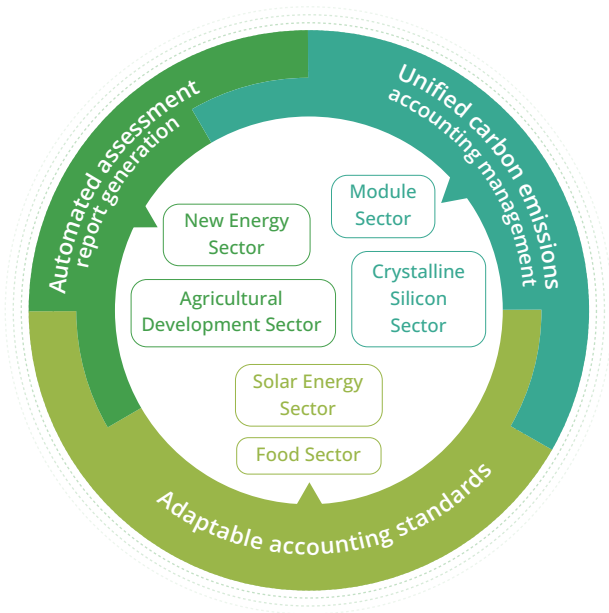 Automated assessment
report generation
Unified carbon emissions
accounting management
Module
Sector
New Energy
Sector
Crystalline
Silicon
Sector
Agricultural
Development Sector
Solar Energy
Sector
Food Sector
Adaptable accounting standards